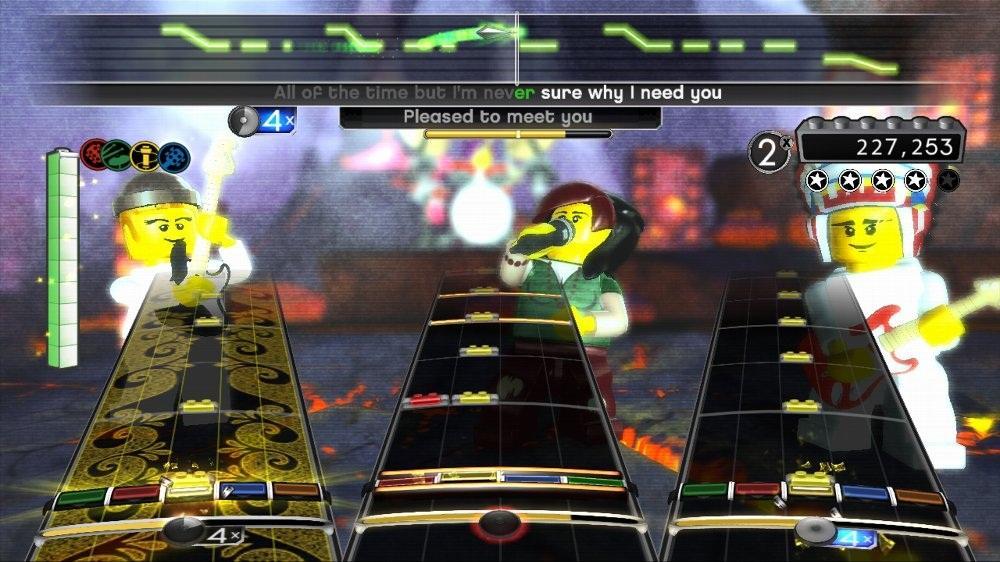 All of the time but I'm never sure why I need you
4x
Pleased to meet you
2x
227,253
4x
4x